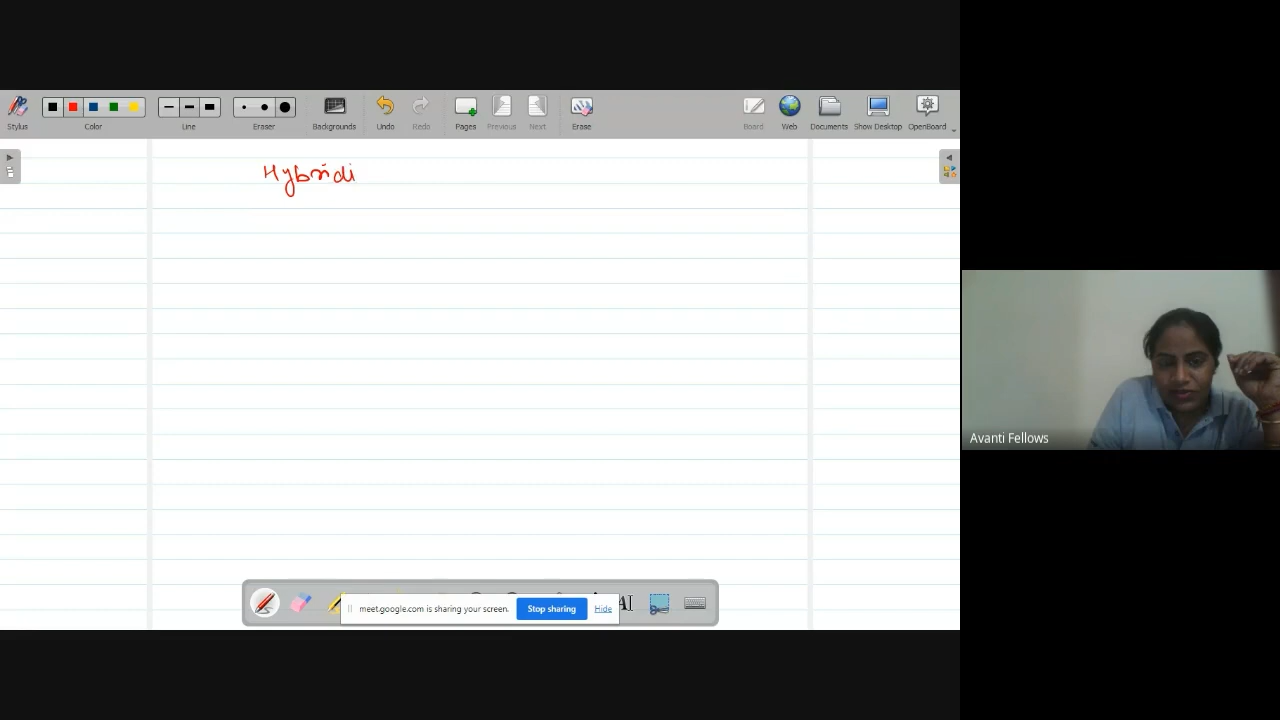 Stylus
Color
Line
Eraser
Backgrounds
Undo
Redo
Pages
Previous
Next
Erase
Board
Web
Documents
Show Desktop
OpenBoard
Hybridi
Avanti Fellows
meet.google.com is sharing your screen.
Stop sharing
Hide
AI